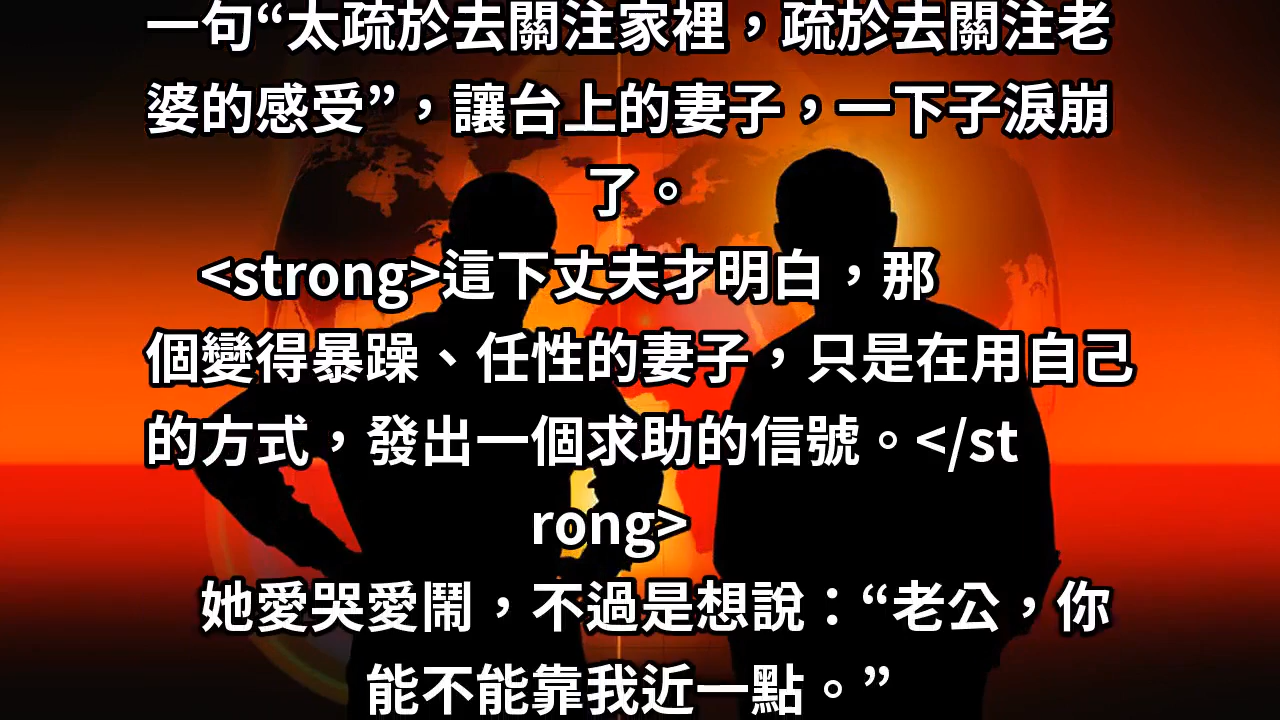 一句“太疏於去關注家裡，疏於去關注老
婆的感受”，讓台上的妻子，一下子淚崩
了。
<strong>這下丈夫才明白，那
個變得暴躁、任性的妻子，只是在用自己
的方式，發出一個求助的信號。</st
rong>
她愛哭愛鬧，不過是想說：“老公，你
能不能靠我近一點。”